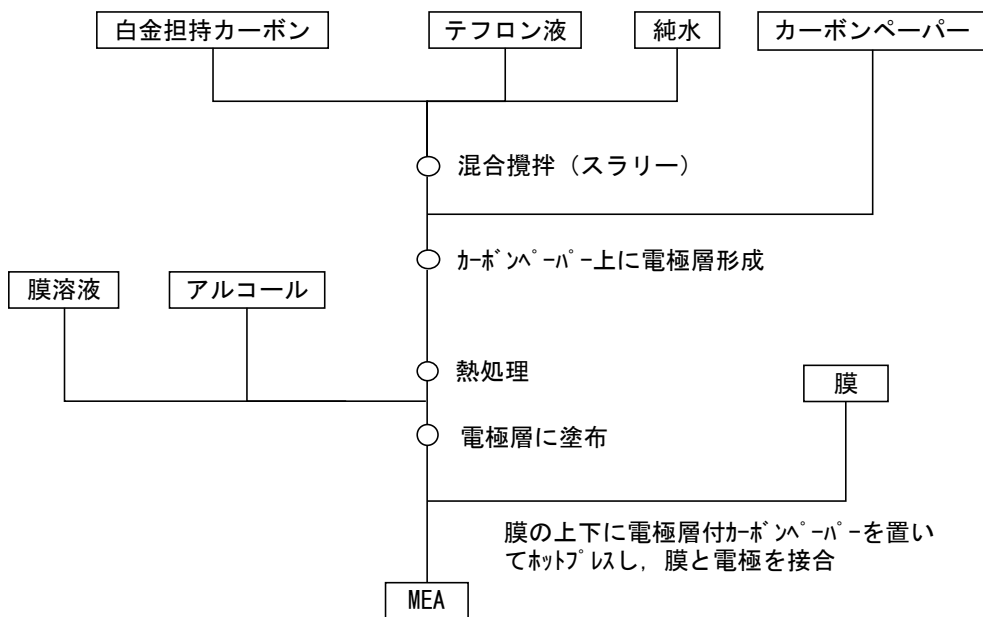 白金担持カーボン
テフロン液
純水
カーボンペーパー
混合攪拌（スラリー）
ｶｰﾎﾞﾝﾍﾟｰﾊﾟｰ上に電極層形成
膜溶液
アルコール
熱処理
膜
電極層に塗布
膜の上下に電極層付ｶｰﾎﾞﾝﾍﾟｰﾊﾟｰを置い
てﾎｯﾄﾌﾟﾚｽし，膜と電極を接合
MEA